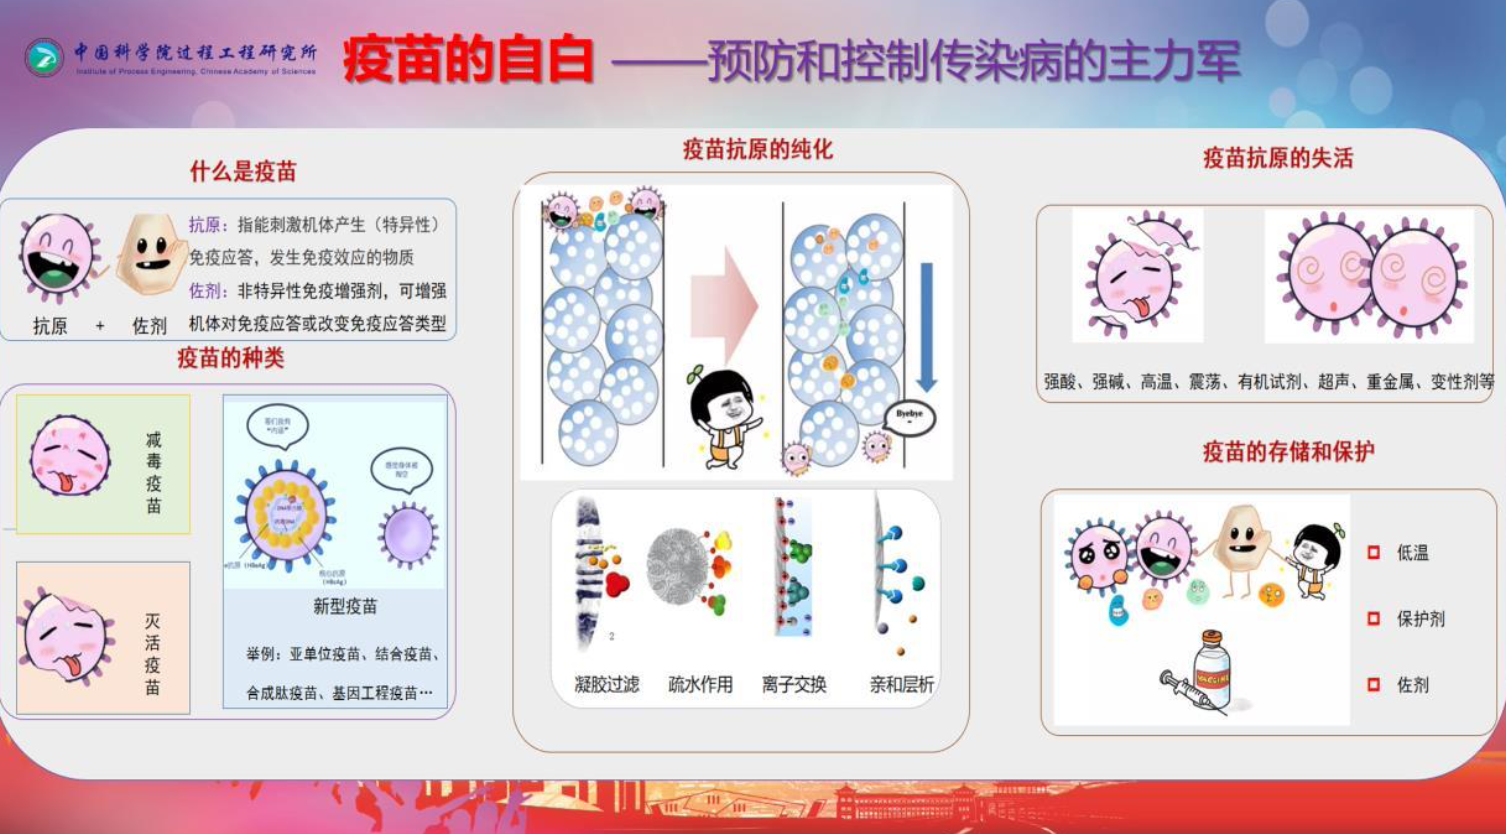 中国科学院过程工程研究所
Institute of Process Engineering, Chinese Academy of Sciences
疫苗的自白 ——预防和控制传染病的主力军
什么是疫苗
抗原 + 佐剂
抗原：指能刺激机体产生（特异性）
免疫应答，发生免疫效应的物质
佐剂：非特异性免疫增强剂，可增强
机体对免疫应答或改变免疫应答类型
疫苗的种类
减毒疫苗
灭活疫苗
核心抗原
(HBeAg)
新型疫苗
举例：亚单位疫苗、结合疫苗、
合成肽疫苗、基因工程疫苗…
疫苗抗原的纯化
Byebye
~
2
凝胶过滤
疏水作用
离子交换
亲和层析
疫苗抗原的失活
强酸、强碱、高温、震荡、有机试剂、超声、重金属、变性剂等
疫苗的存储和保护
VACCINE
低温
保护剂
佐剂